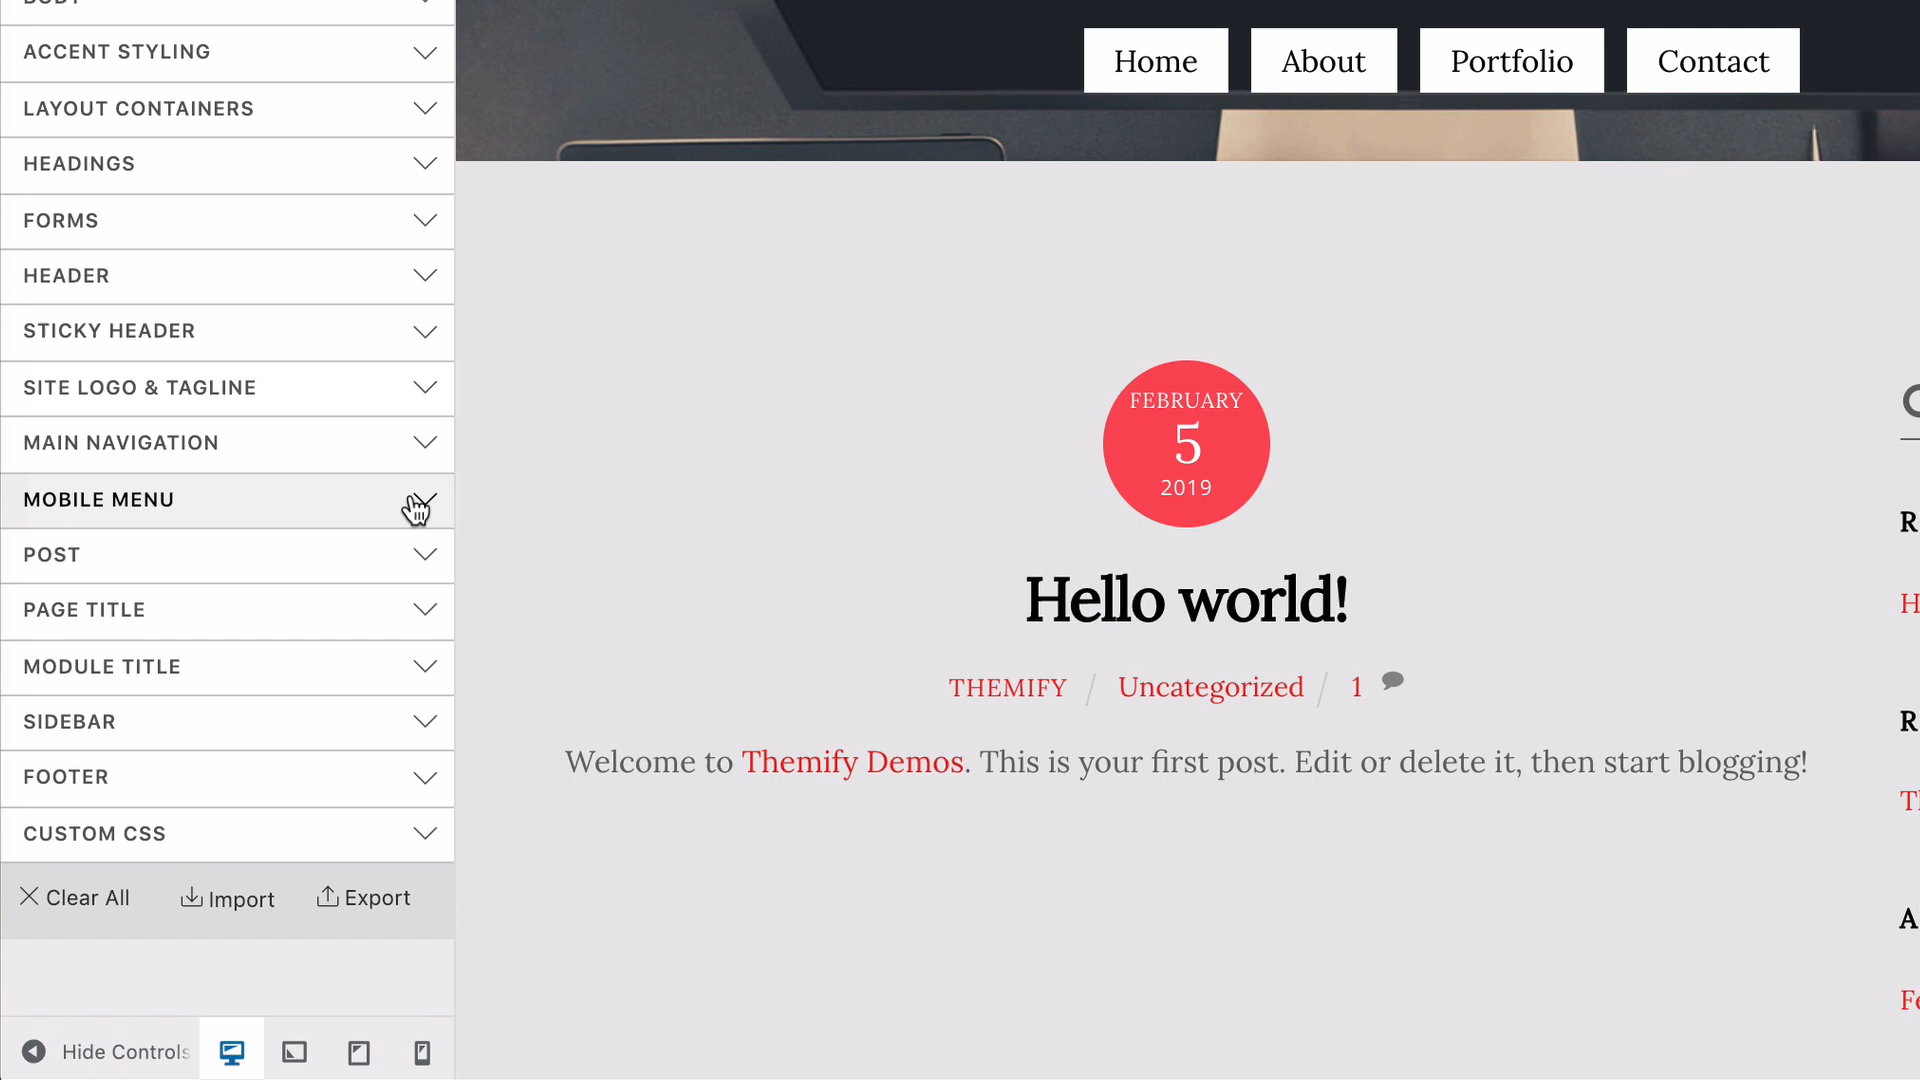 ACCENT STYLING
LAYOUT CONTAINERS
HEADINGS
FORMS
HEADER
STICKY HEADER
SITE LOGO & TAGLINE
MAIN NAVIGATION
MOBILE MENU
POST
PAGE TITLE
MODULE TITLE
SIDEBAR
FOOTER
CUSTOM CSS
Clear All Import Export
Hide Controls
Home About Portfolio Contact
FEBRUARY
5
2019
Hello world!
THEMIFY / Uncategorized / 1
Welcome to Themify Demos. This is your first post. Edit or delete it, then start blogging!